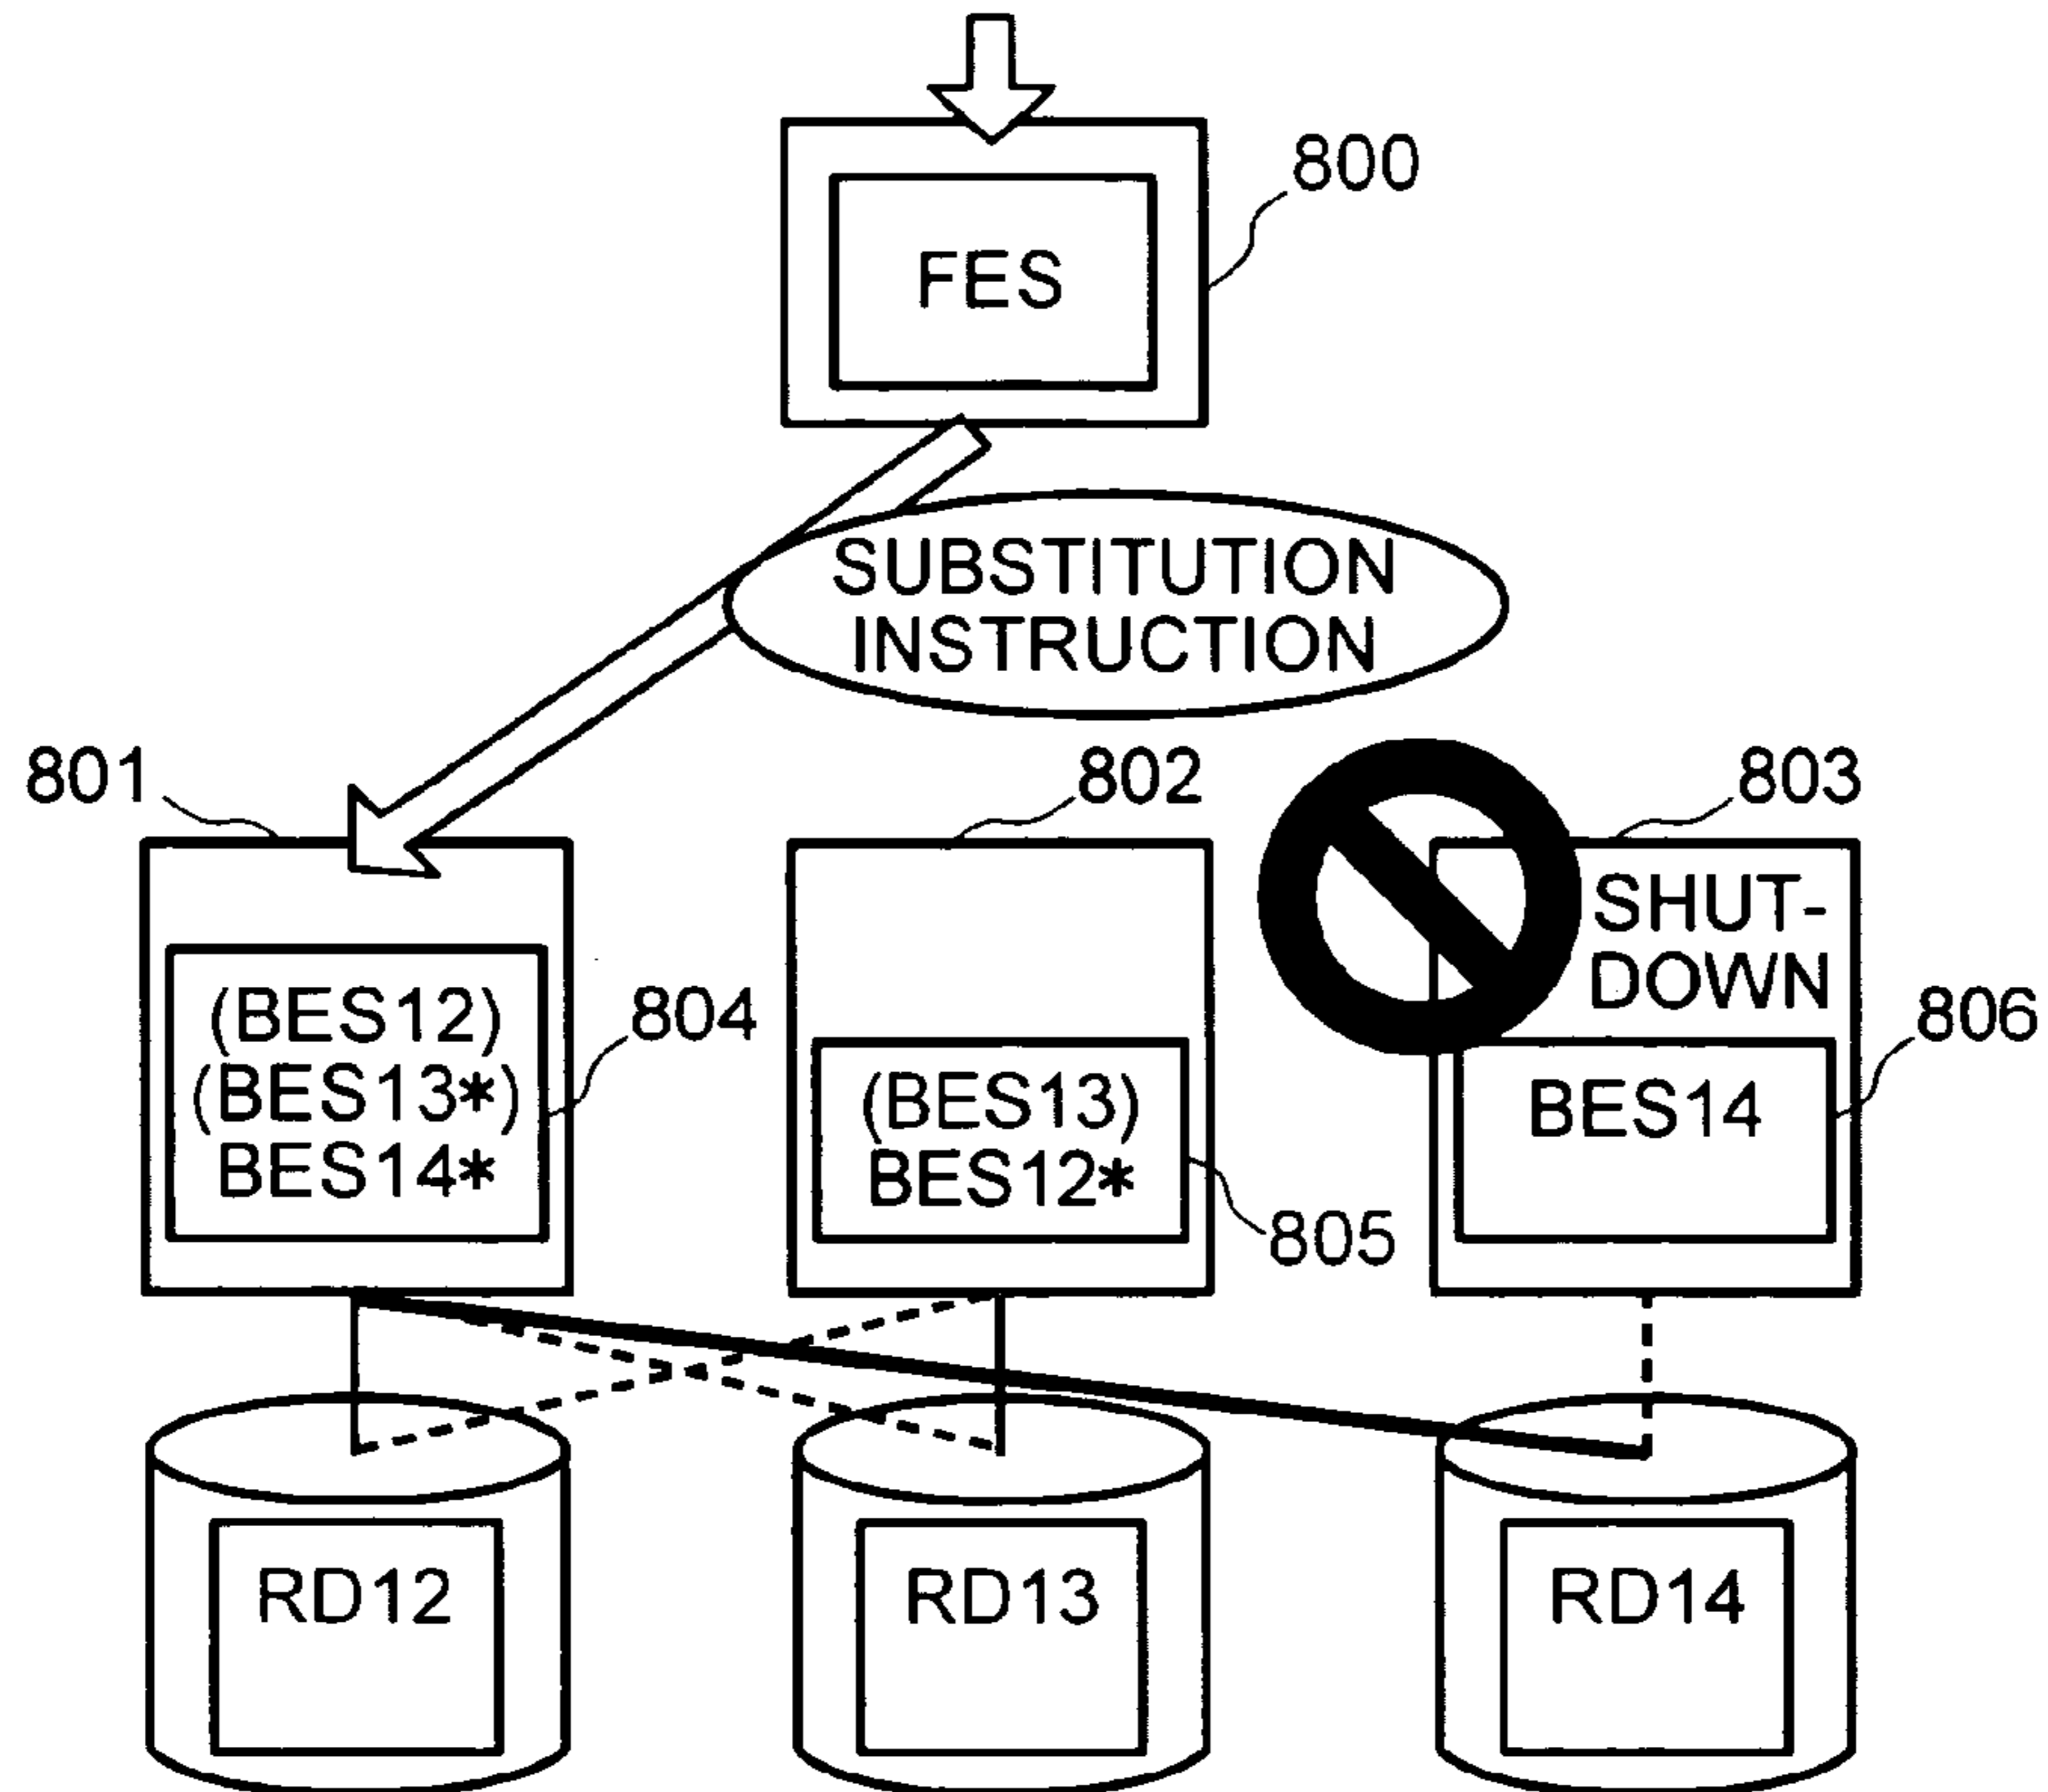 800
FES
SUBSTITUTION
INSTRUCTION
801
802
803
SHUT-
DOWN
(BES12)
(BES13*)
BES14*
804
(BES13)
BES12*
805
BES14
806
RD12
RD13
RD14